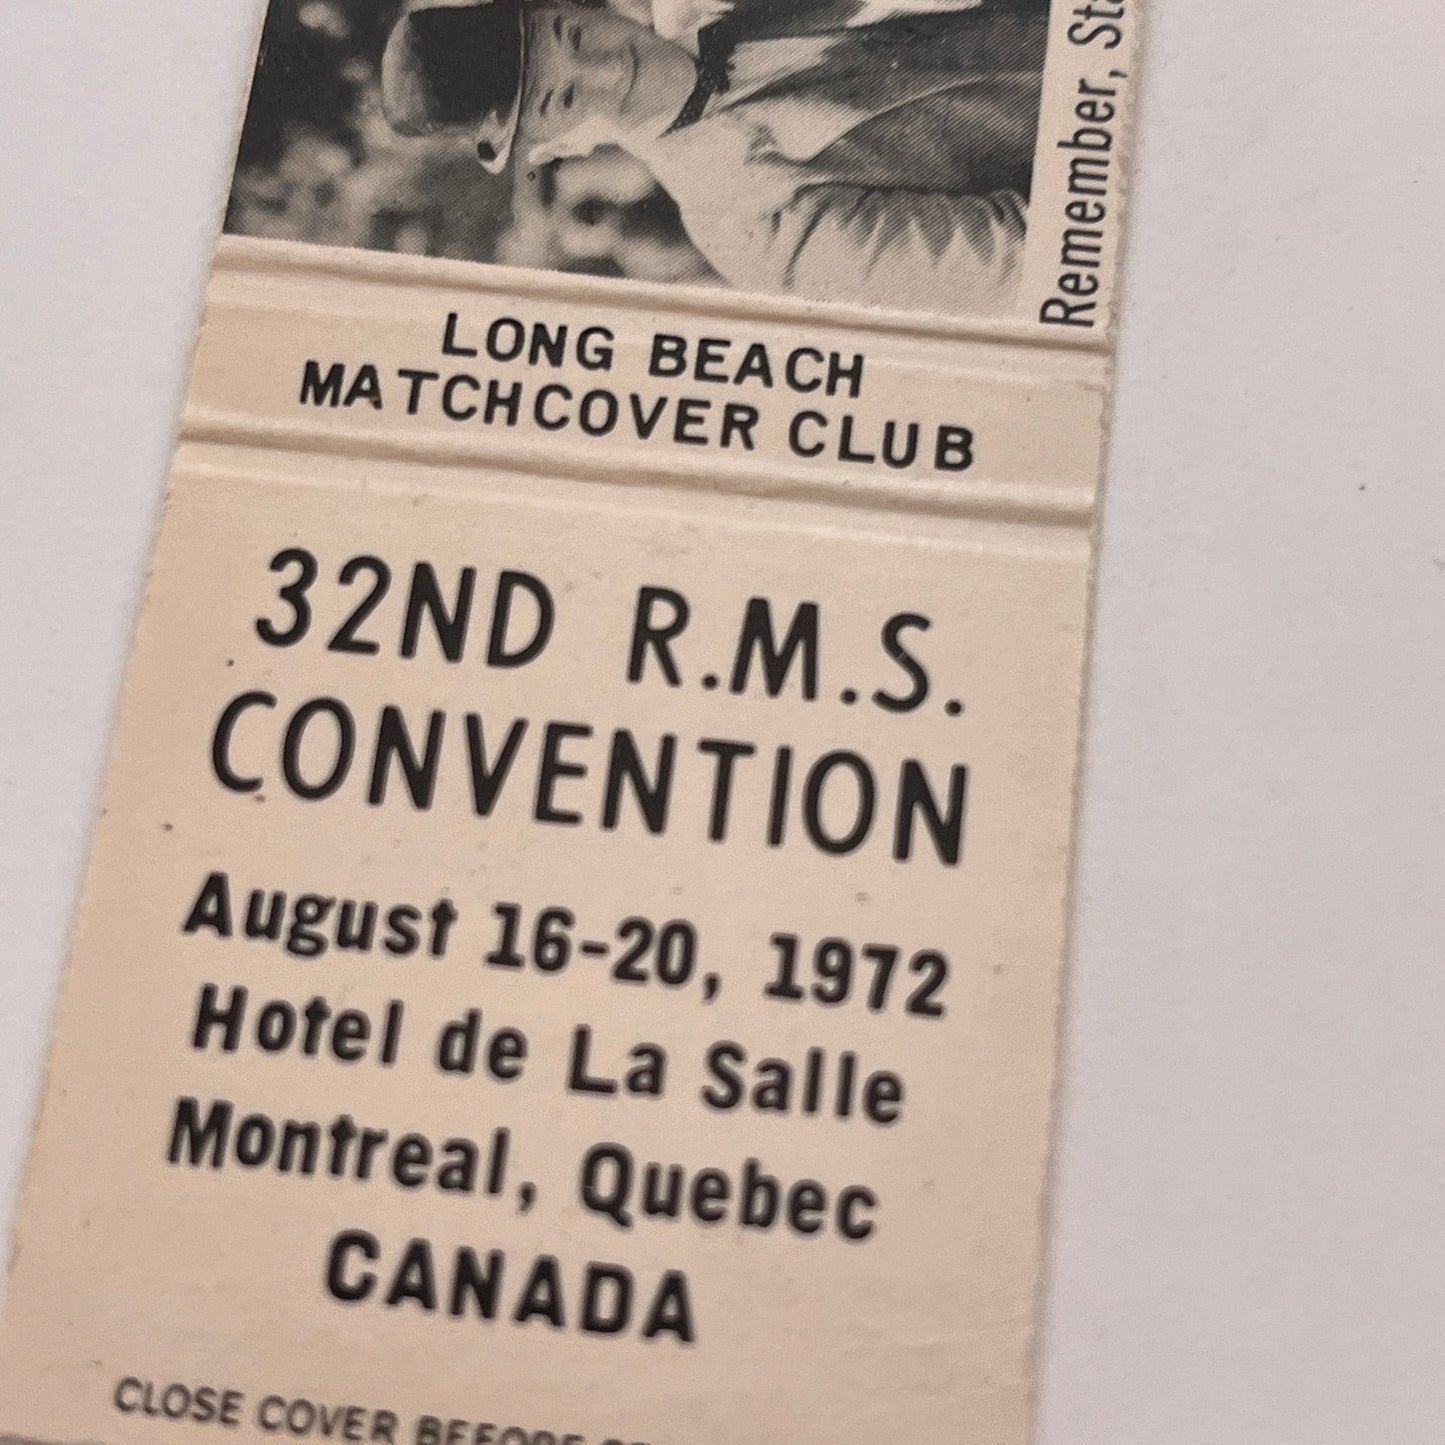 Remember,
LONG BEACH
MATCHCOVER CLUB
32ND R.M.S.
CONVENTION
August 16-20, 1972
Hotel de La Salle
Montreal, Quebec
CANADA
CLOSE COVER BEFORE